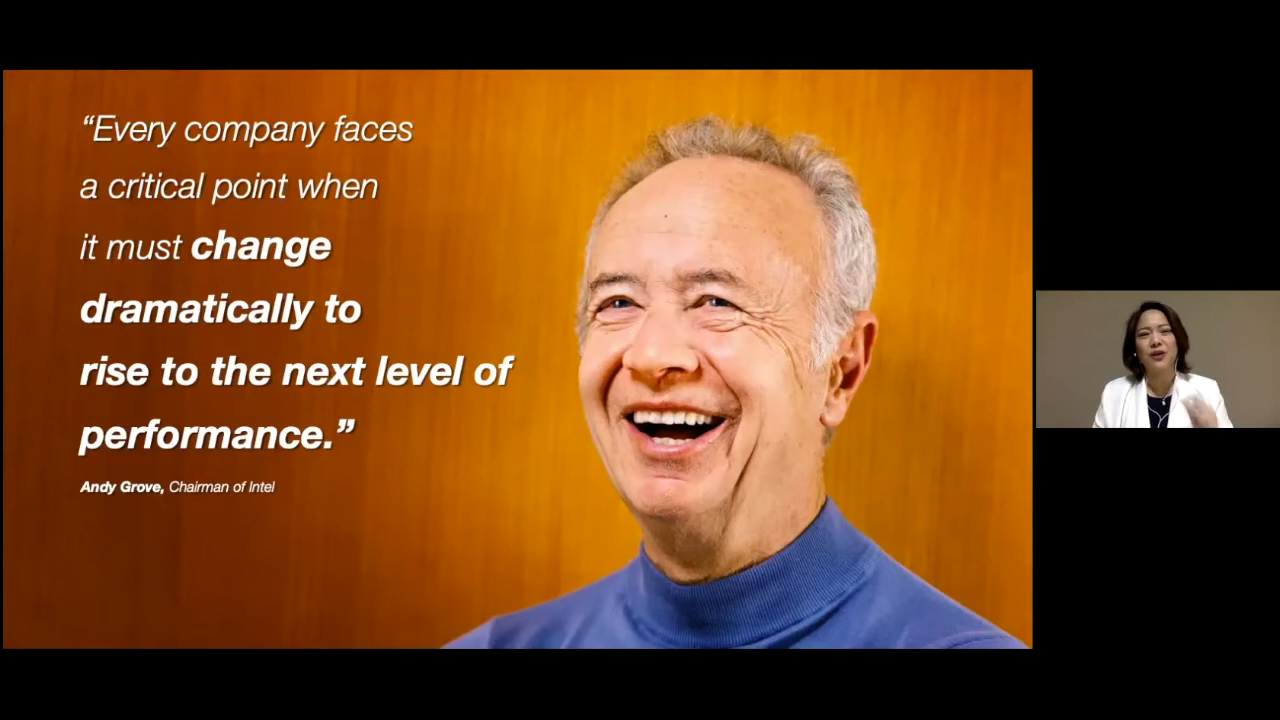 “Every company faces
a critical point when
it must change
dramatically to
rise to the next level of
performance.”
Andy Grove, Chairman of Intel